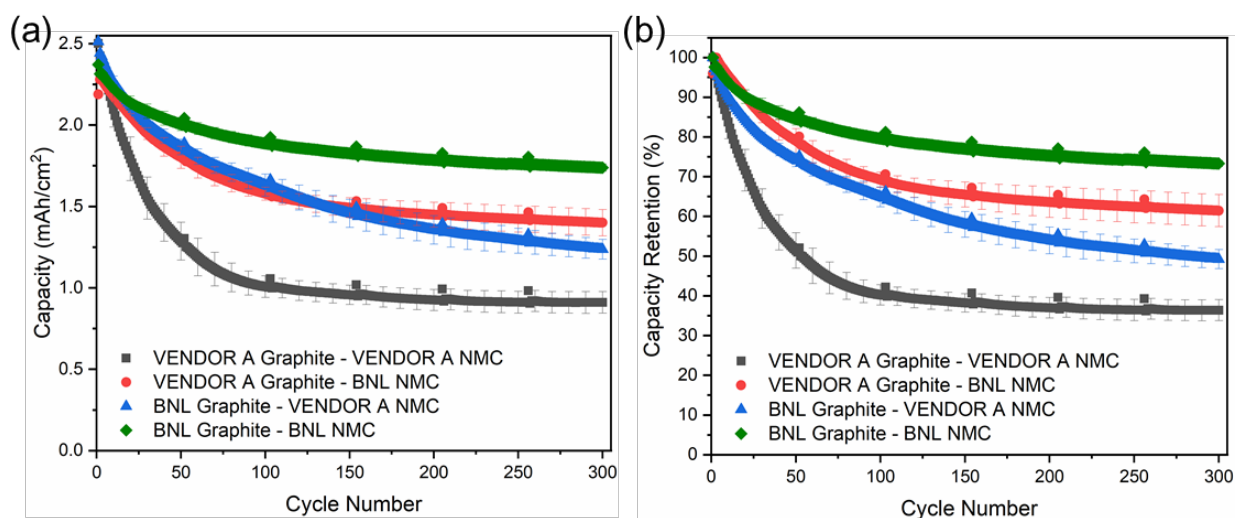 (a)
2.5
2.0
1.5
1.0
0.5
0.0
Capacity (mAh/cm²)
VENDOR A Graphite - VENDOR A NMC
VENDOR A Graphite - BNL NMC
BNL Graphite - VENDOR A NMC
BNL Graphite - BNL NMC
0 50 100 150 200 250 300
Cycle Number
(b)
100
90
80
70
60
50
40
30
20
10
0
Capacity Retention (%)
VENDOR A Graphite - VENDOR A NMC
VENDOR A Graphite - BNL NMC
BNL Graphite - VENDOR A NMC
BNL Graphite - BNL NMC
0 50 100 150 200 250 300
Cycle Number